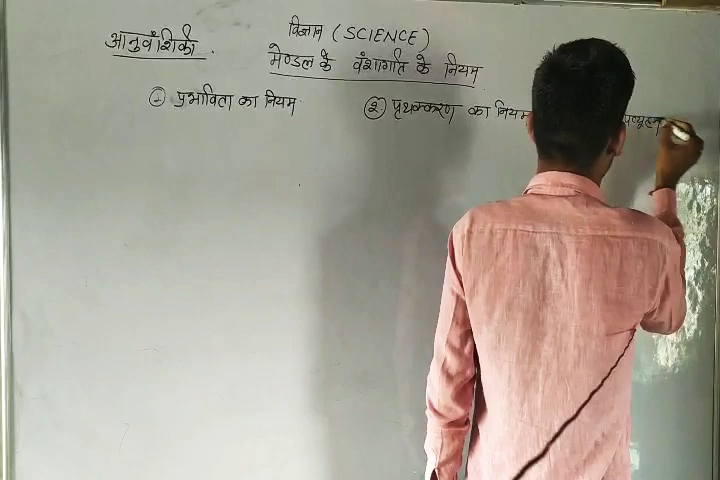 विज्ञान (SCIENCE)
आनुवंशिकी
मेण्डल के वंशागति के नियम
① प्रभाविता का नियम
② पृथक्करण का नियम